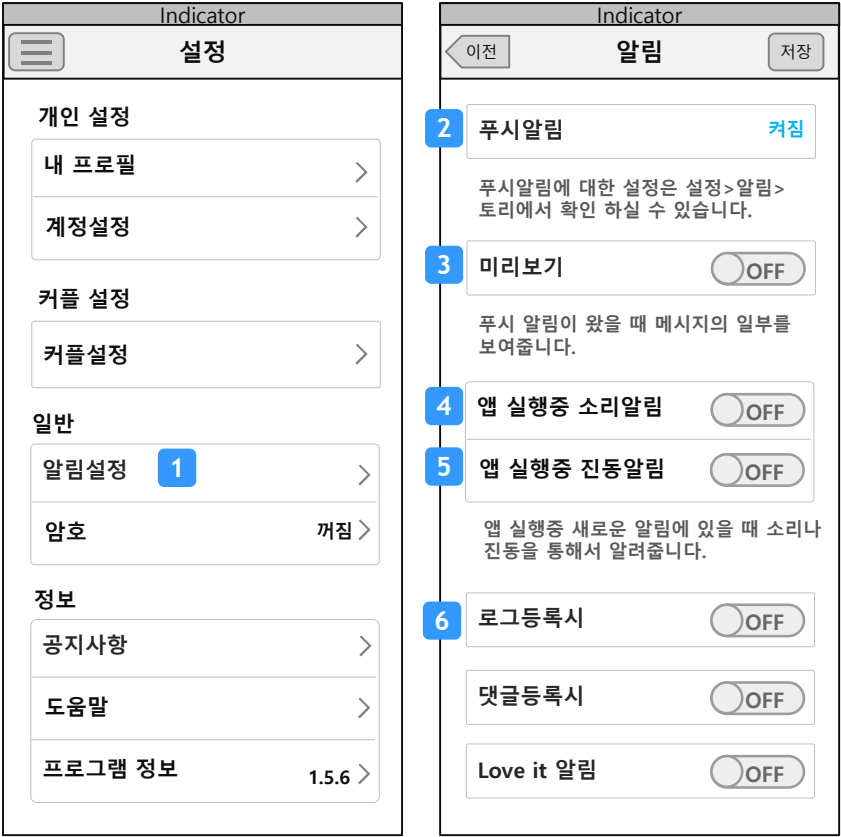 Indicator
설정
개인 설정
내 프로필
계정설정
커플 설정
커플설정
일반
알림설정 1
암호 꺼짐
정보
공지사항
도움말
프로그램 정보 1.5.6
Indicator
이전 알림 저장
2 푸시알림 켜짐
푸시알림에 대한 설정은 설정>알림>
토리에서 확인 하실 수 있습니다.
3 미리보기 OFF
푸시 알림이 왔을 때 메시지의 일부를
보여줍니다.
4 앱 실행중 소리알림 OFF
5 앱 실행중 진동알림 OFF
앱 실행중 새로운 알림에 있을 때 소리나
진동을 통해서 알려줍니다.
6 로그등록시 OFF
댓글등록시 OFF
Love it 알림 OFF